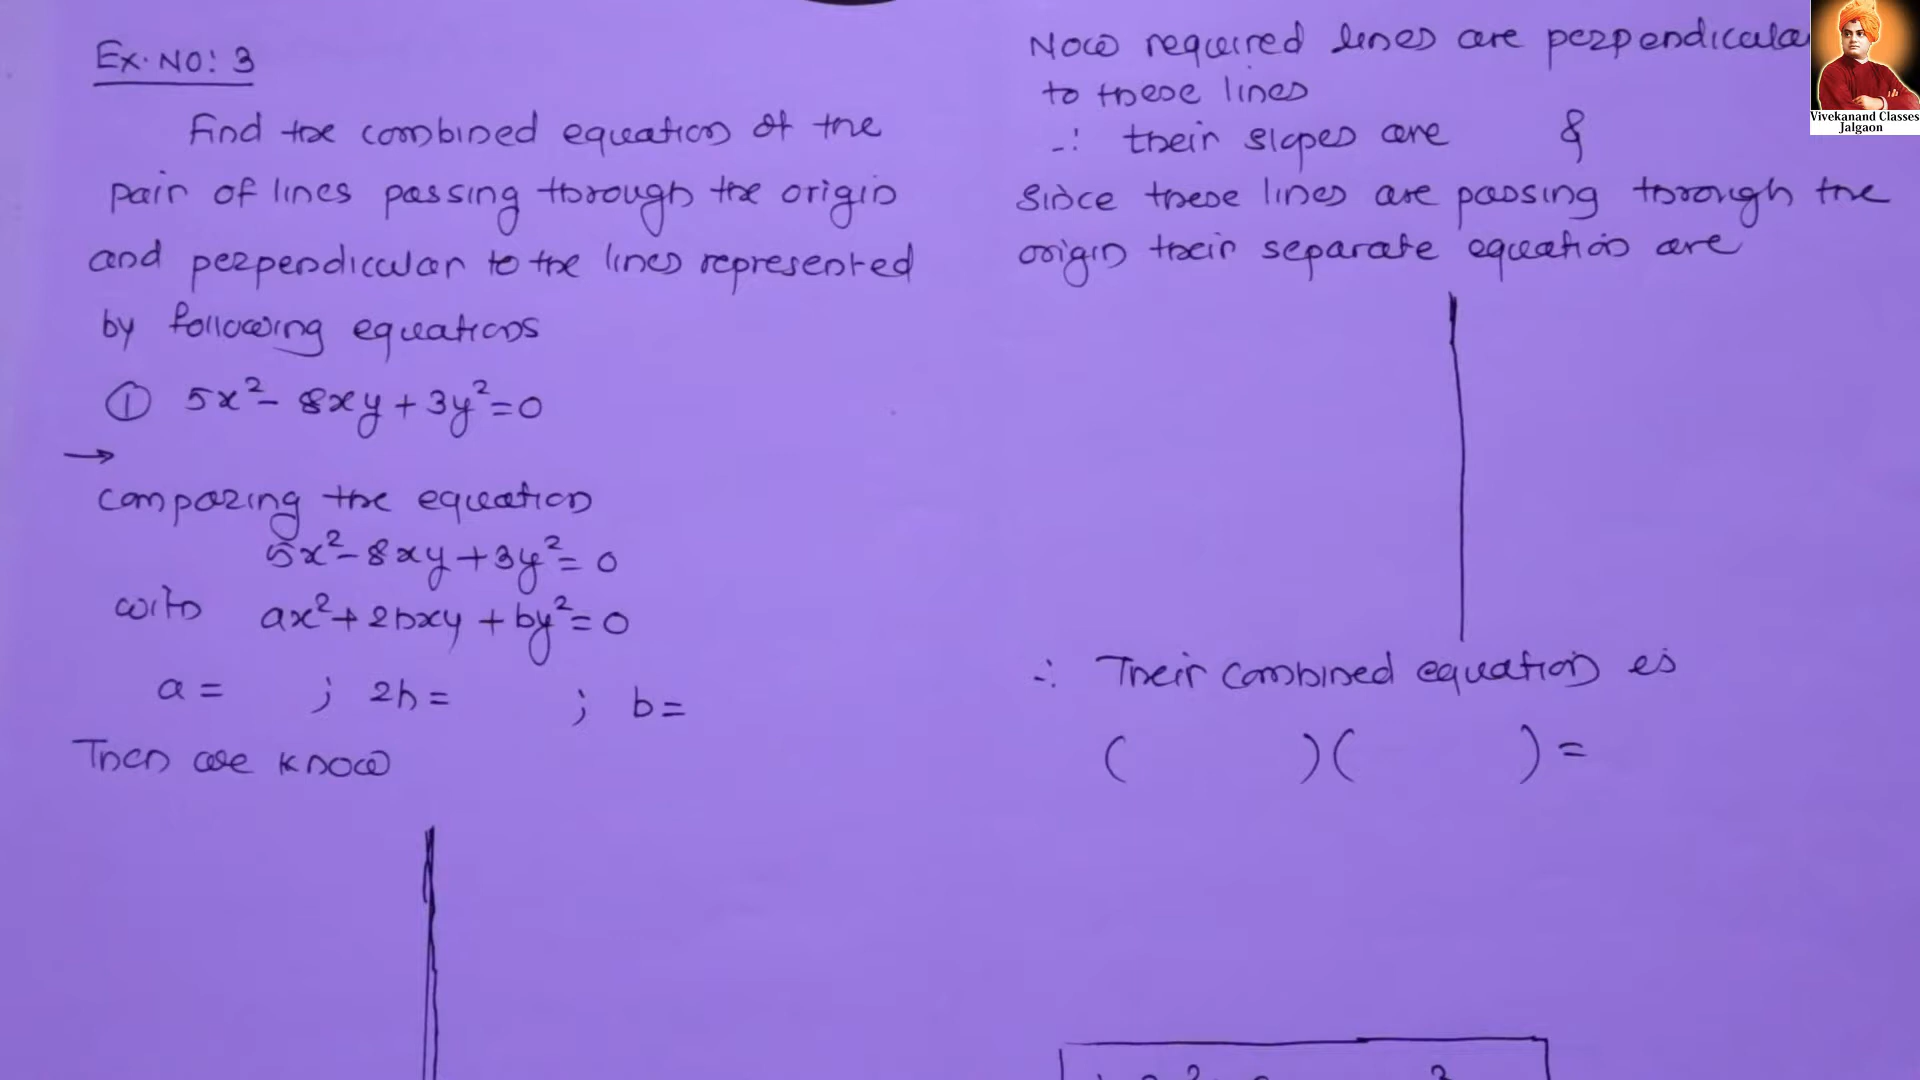 Ex. No: 3
Find the combined equation of the
pair of lines passing through the origin
and perpendicular to the lines represented
by following equations
① 5x²- 8xy+3y²=0
→
comparing the equation
5x²-8xy+3y²= 0
with ax²+2hxy+by²=0
a= ; 2h= ; b=
Then we know
Now required lines are perpendicular
to these lines
∴ their slopes are &
since these lines are passing through the
origin their separate equation are
∴ Their combined equation is
( )( ) =
Vivekanand Classes
Jalgaon